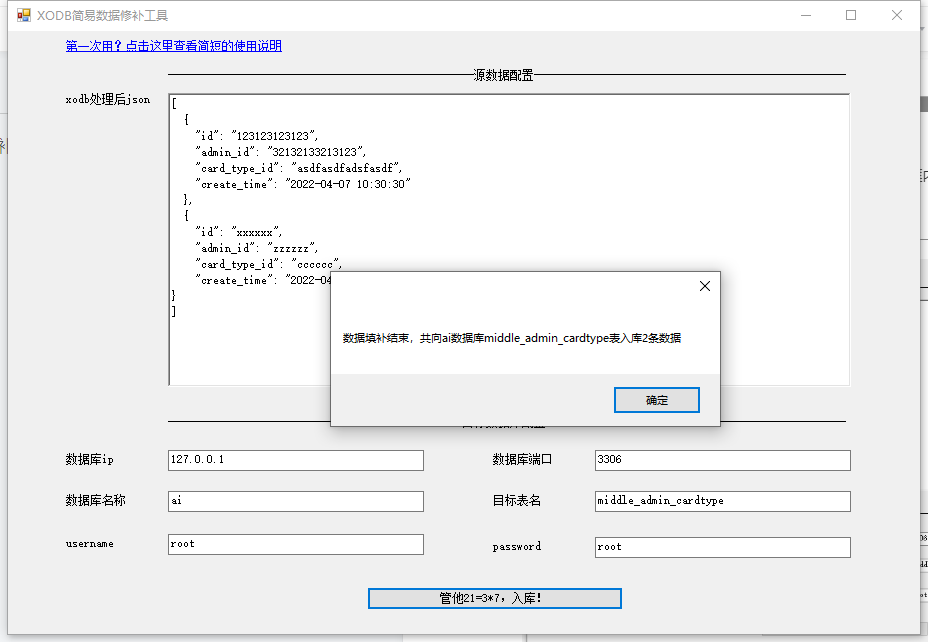 XODB简易数据修补工具
第一次用？点击这里查看简短的使用说明
源数据配置
xodb处理后json
[
{
"id": "123123123123",
"admin_id": "32132133213123",
"card_type_id": "asdfasdfadsfasdf",
"create_time": "2022-04-07 10:30:30"
},
{
"id": "xxxxxx",
"admin_id": "zzzzzz",
"card_type_id": "cccccc",
"create_time": "2022-04
}
]
数据填补结束，共向ai数据库middle_admin_cardtype表入库2条数据
确定
数据库ip
127.0.0.1
数据库端口
3306
数据库名称
ai
目标表名
middle_admin_cardtype
username
root
password
root
管他21=3*7，入库！